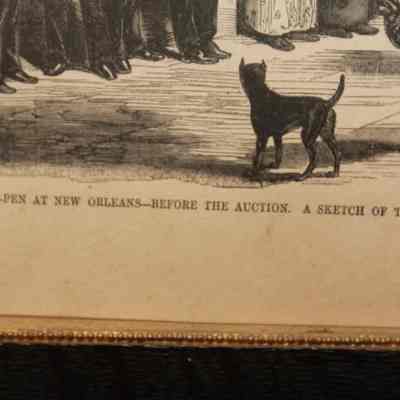 -PEN AT NEW ORLEANS—BEFORE THE AUCTION. A SKETCH OF T